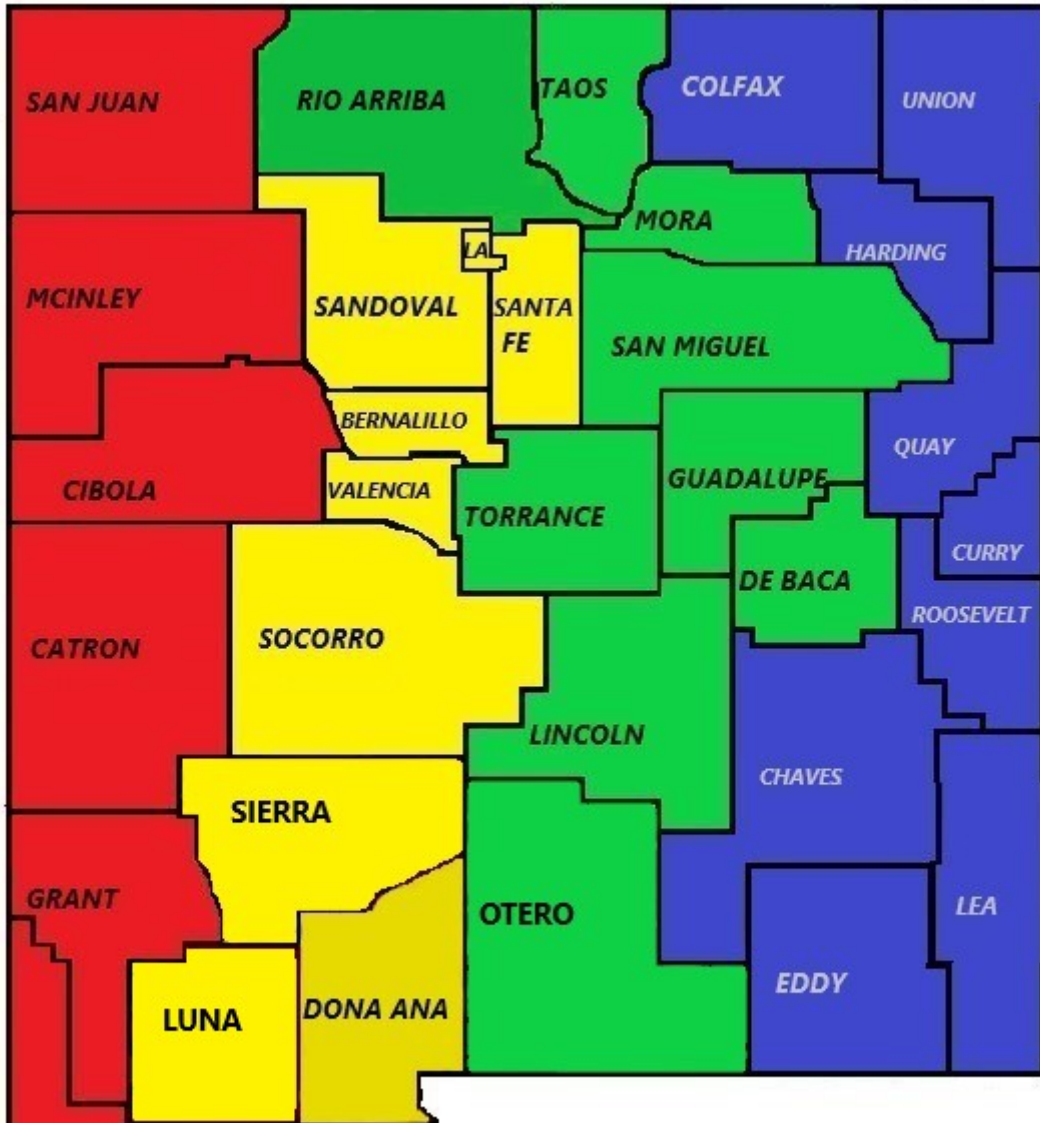 SAN JUAN
RIO ARRIBA
TAOS
COLFAX
UNION
MCINLEY
SANDOVAL
LA
SANTA
FE
MORA
HARDING
SAN MIGUEL
BERNALILLO
CIBOLA
VALENCIA
TORRANCE
GUADALUPE
QUAY
CURRY
DE BACA
ROOSEVELT
CATRON
SOCORRO
LINCOLN
CHAVES
SIERRA
GRANT
OTERO
LEA
LUNA
DONA ANA
EDDY